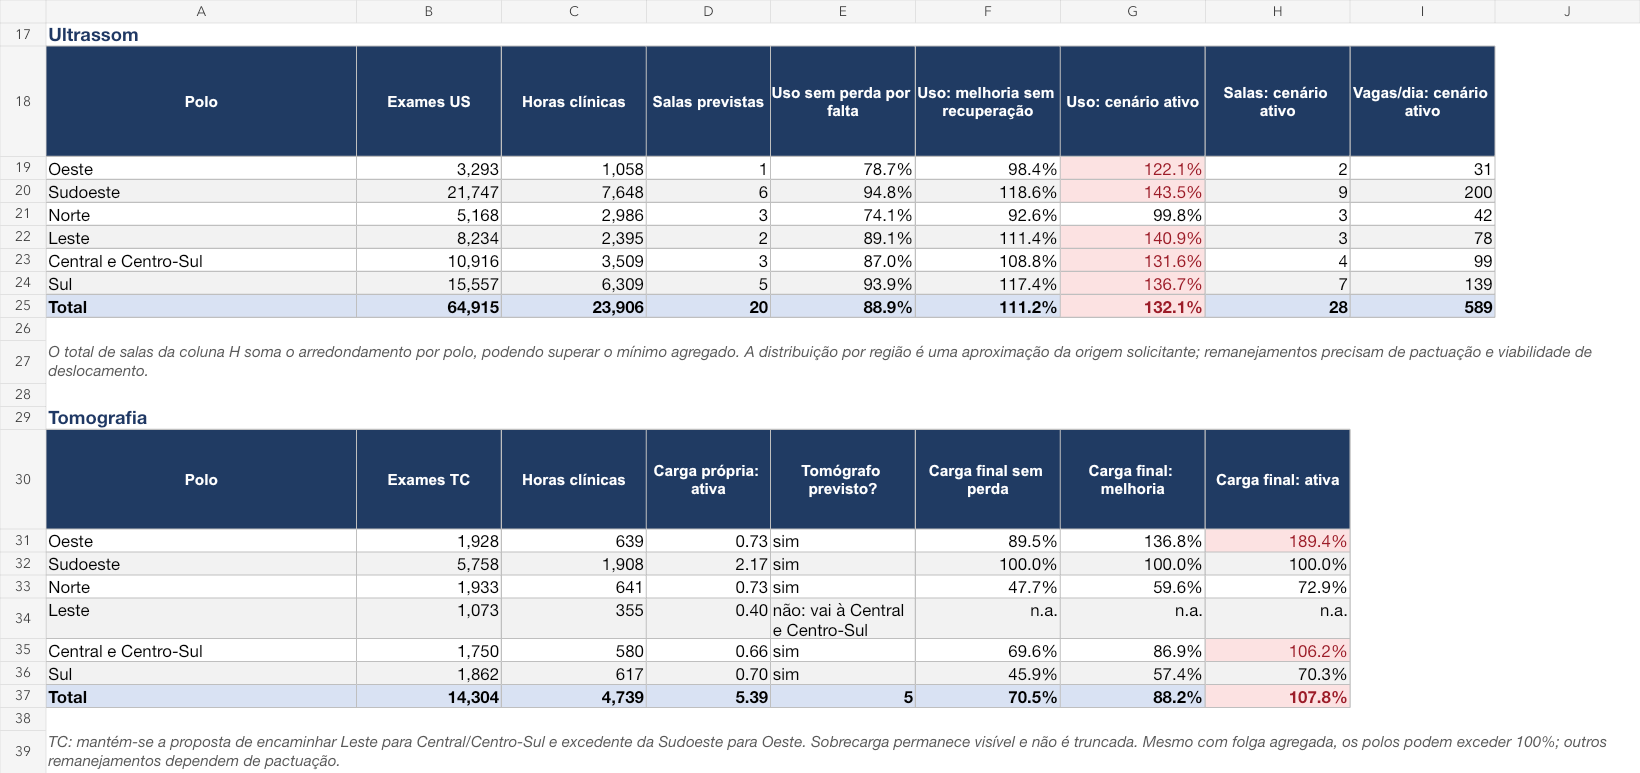 A B C D E F G H I J
17 Ultrassom
18 Polo Exames US Horas clínicas Salas previstas Uso sem perda por falta Uso: melhoria sem recuperação Uso: cenário ativo Salas: cenário ativo Vagas/dia: cenário ativo
19 Oeste 3,293 1,058 1 78.7% 98.4% 122.1% 2 31
20 Sudoeste 21,747 7,648 6 94.8% 118.6% 143.5% 9 200
21 Norte 5,168 2,986 3 74.1% 92.6% 99.8% 3 42
22 Leste 8,234 2,395 2 89.1% 111.4% 140.9% 3 78
23 Central e Centro-Sul 10,916 3,509 3 87.0% 108.8% 131.6% 4 99
24 Sul 15,557 6,309 5 93.9% 117.4% 136.7% 7 139
25 Total 64,915 23,906 20 88.9% 111.2% 132.1% 28 589
26
27 O total de salas da coluna H soma o arredondamento por polo, podendo superar o mínimo agregado. A distribuição por região é uma aproximação da origem solicitante; remanejamentos precisam de pactuação e viabilidade de
deslocamento.
28
29 Tomografia
30 Polo Exames TC Horas clínicas Carga própria: ativa Tomógrafo previsto? Carga final sem perda Carga final: melhoria Carga final: ativa
31 Oeste 1,928 639 0.73 sim 89.5% 136.8% 189.4%
32 Sudoeste 5,758 1,908 2.17 sim 100.0% 100.0% 100.0%
33 Norte 1,933 641 0.73 sim 47.7% 59.6% 72.9%
34 Leste 1,073 355 0.40 não: vai à Central e Centro-Sul n.a. n.a. n.a.
35 Central e Centro-Sul 1,750 580 0.66 sim 69.6% 86.9% 106.2%
36 Sul 1,862 617 0.70 sim 45.9% 57.4% 70.3%
37 Total 14,304 4,739 5.39 5 70.5% 88.2% 107.8%
38
39 TC: mantém-se a proposta de encaminhar Leste para Central/Centro-Sul e excedente da Sudoeste para Oeste. Sobrecarga permanece visível e não é truncada. Mesmo com folga agregada, os polos podem exceder 100%; outros
remanejamentos dependem de pactuação.